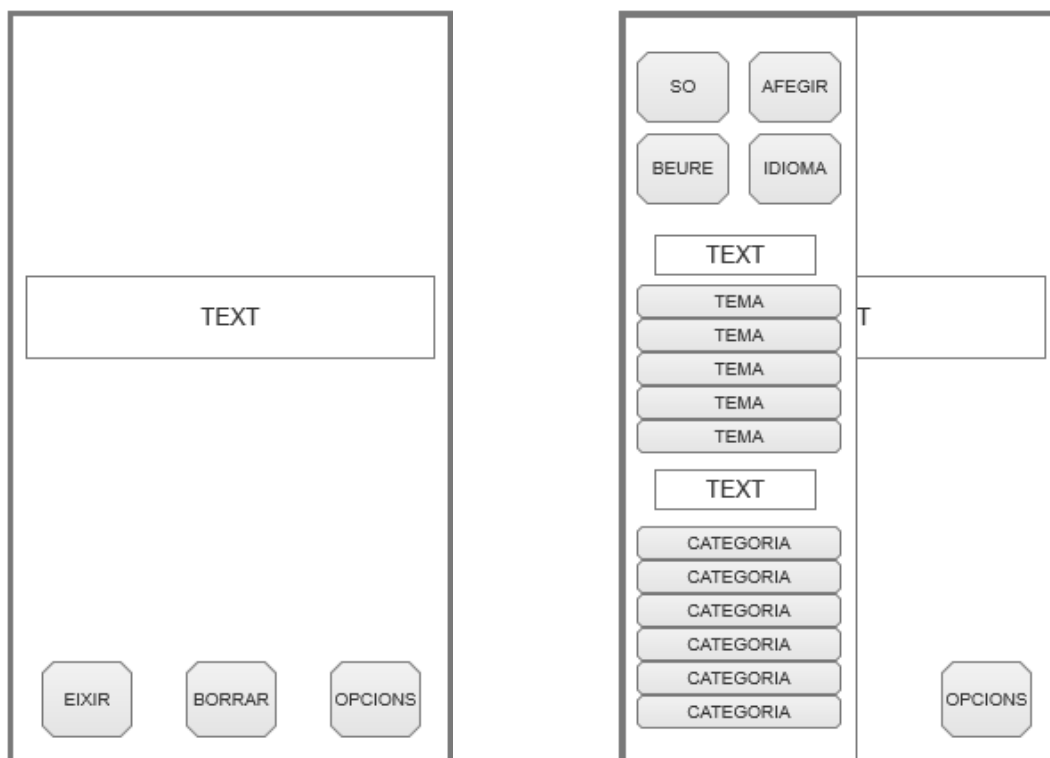 TEXT
EIXIR
BORRAR
OPCIONS
SO
AFEGIR
BEURE
IDIOMA
TEXT
TEMA
TEMA
TEMA
TEMA
TEMA
TEXT
CATEGORIA
CATEGORIA
CATEGORIA
CATEGORIA
CATEGORIA
CATEGORIA
T
OPCIONS